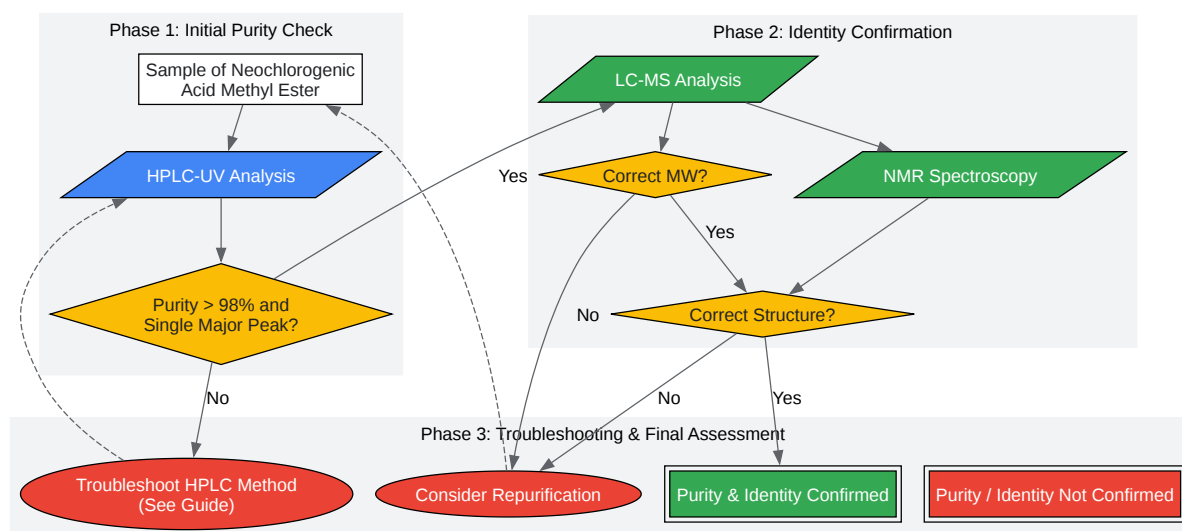 Phase 1: Initial Purity Check
Sample of Neochlorogenic
Acid Methyl Ester
HPLC-UV Analysis
Purity > 98% and
Single Major Peak?
Yes
No
Phase 2: Identity Confirmation
LC-MS Analysis
Correct MW?
NMR Spectroscopy
Yes
No
Correct Structure?
No
Yes
Phase 3: Troubleshooting & Final Assessment
Troubleshoot HPLC Method
(See Guide)
Consider Repurification
Purity & Identity Confirmed
Purity / Identity Not Confirmed